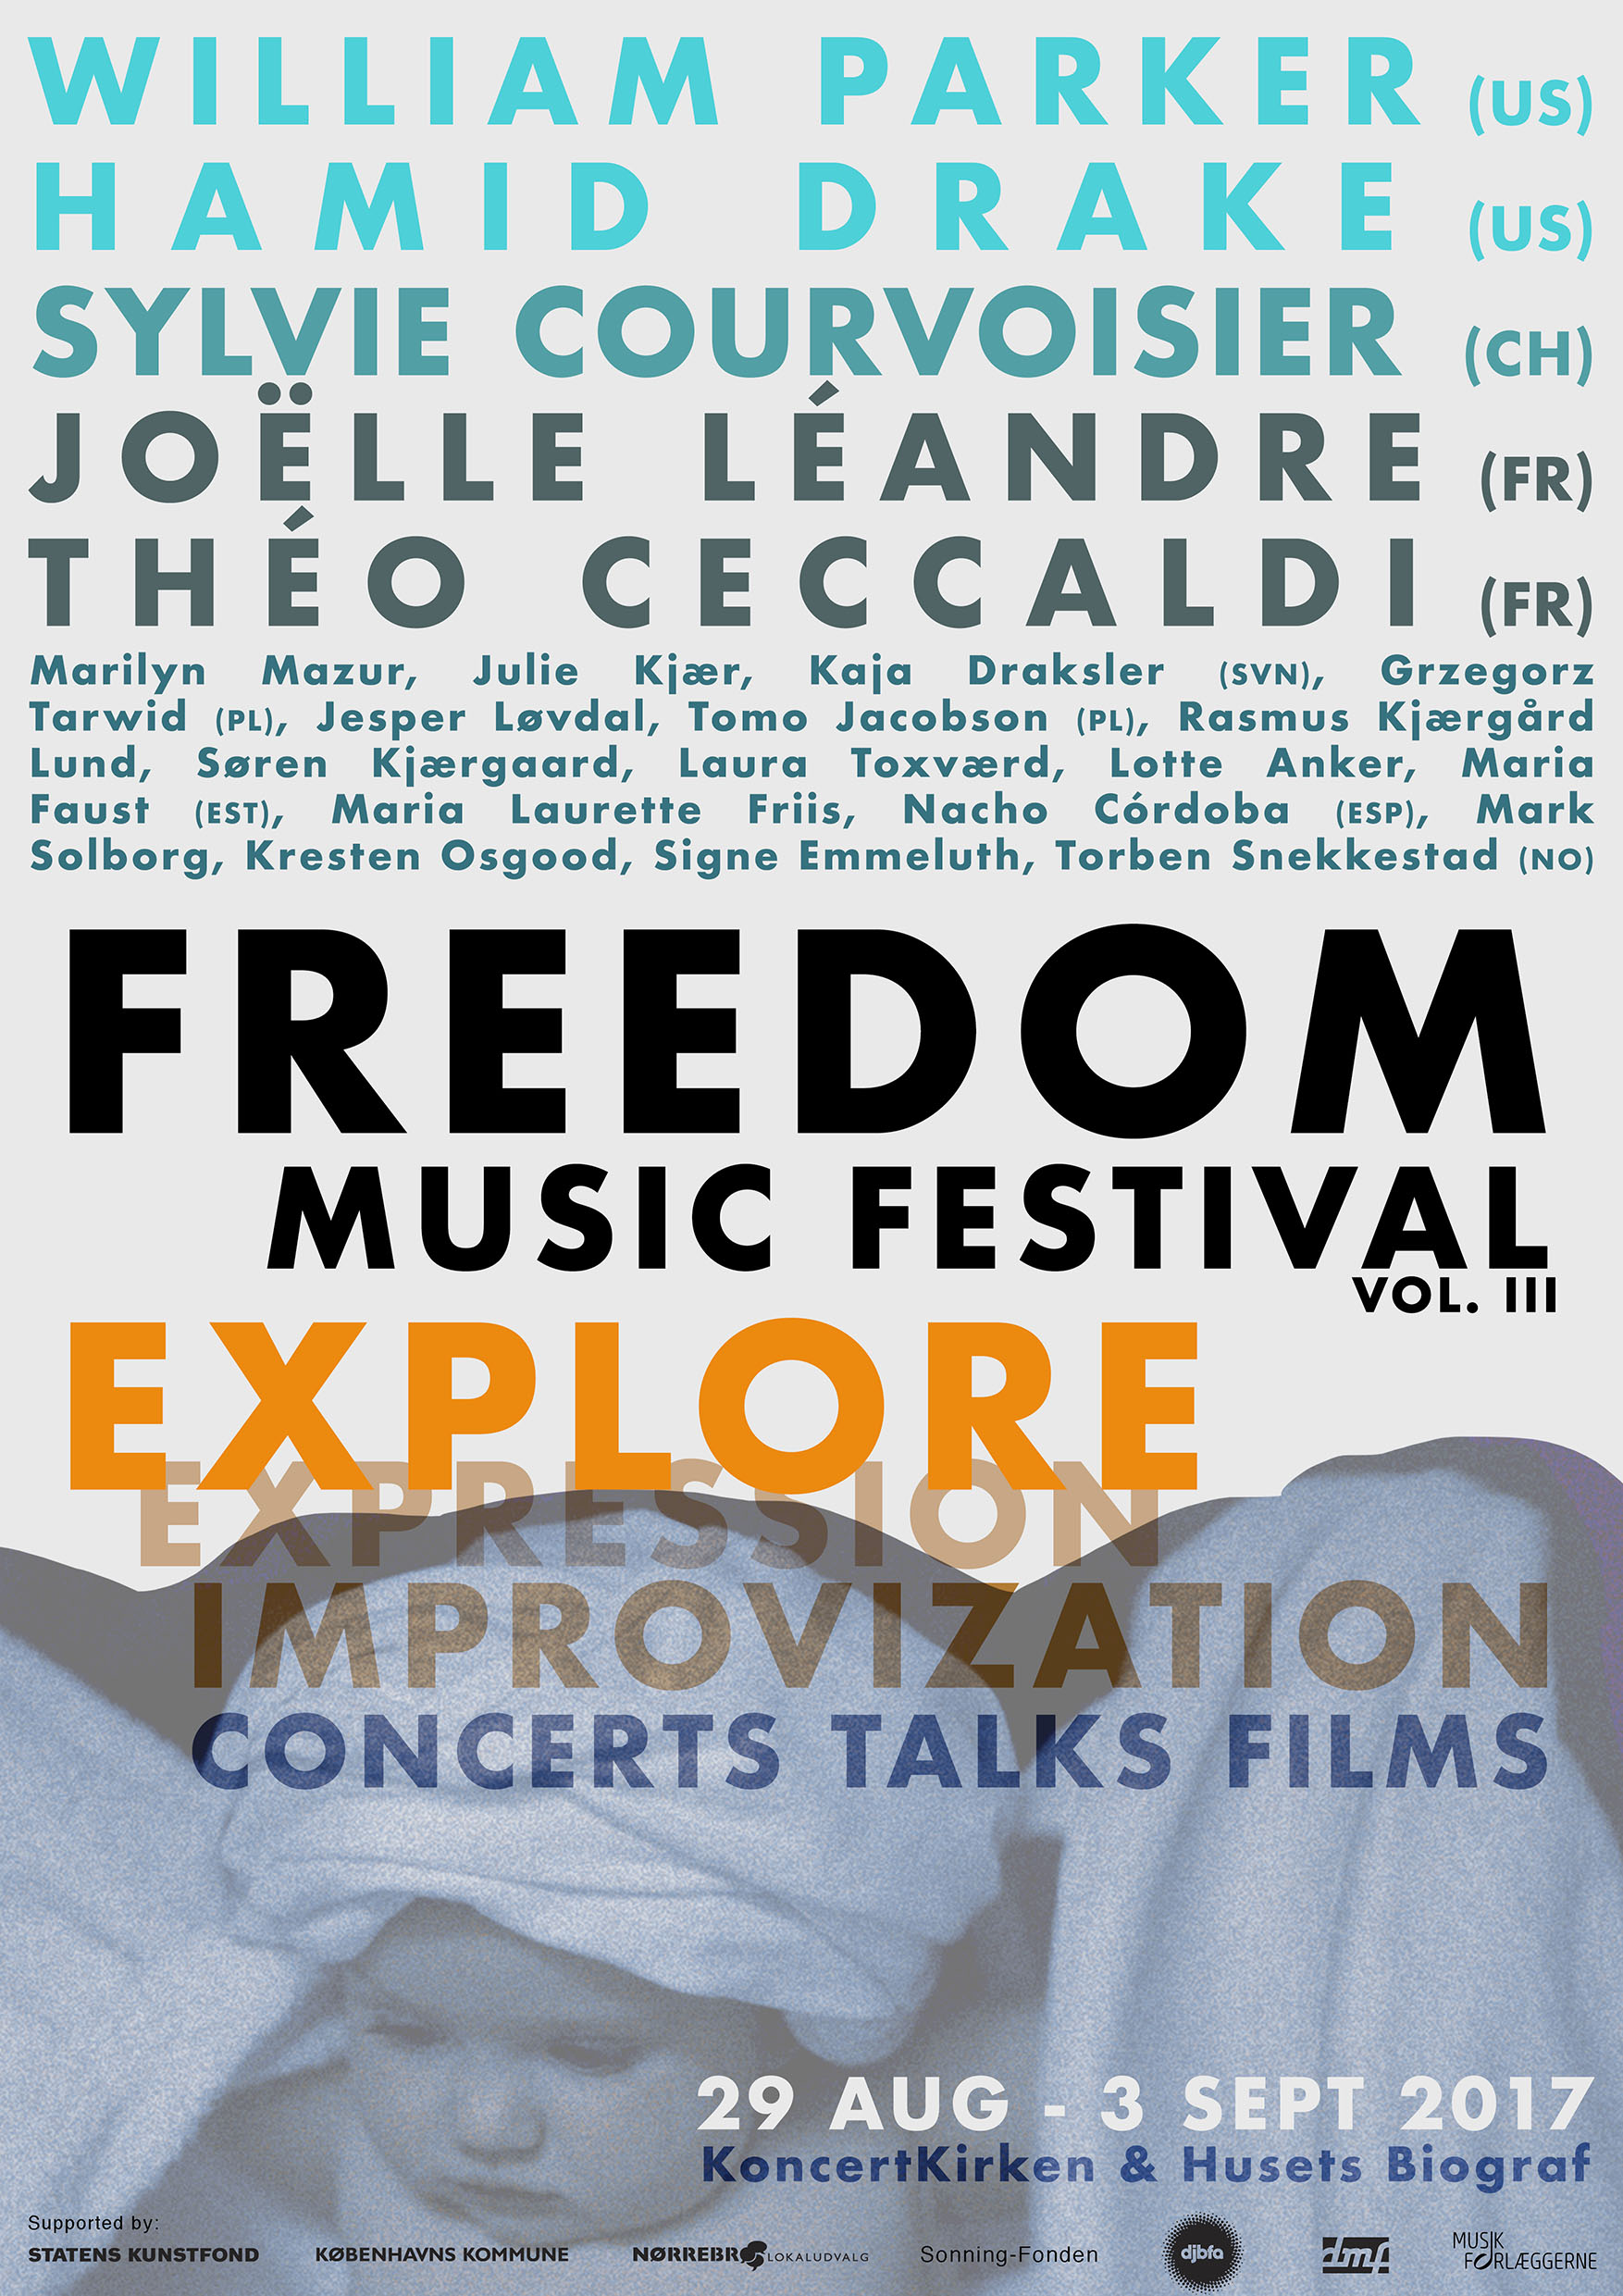 WILLIAM PARKER (US)
HAMID DRAKE (US)
SYLVIE COURVOISIER (CH)
JOËLLE LÉANDRE (FR)
THÉO CECCALDI (FR)
Marilyn Mazur, Julie Kjær, Kaja Draksler (SVN), Grzegorz
Tarwid (PL), Jesper Løvdal, Tomo Jacobson (PL), Rasmus Kjærgård
Lund, Søren Kjærgaard, Laura Toxværd, Lotte Anker, Maria
Faust (EST), Maria Laurette Friis, Nacho Córdoba (ESP), Mark
Solborg, Kresten Osgood, Signe Emmeluth, Torben Snekkestad (NO)
FREEDOM
MUSIC FESTIVAL
VOL. III
EXPLORE
EXPRESSION
IMPROVIZATION
CONCERTS TALKS FILMS
29 AUG - 3 SEPT 2017
KoncertKirken & Husets Biograf
Supported by:
STATENS KUNSTFOND KØBENHAVNS KOMMUNE NØRREBRO LOKALUDVALG Sonning-Fonden djbfa dmf MUSIK FORLÆGGERNE